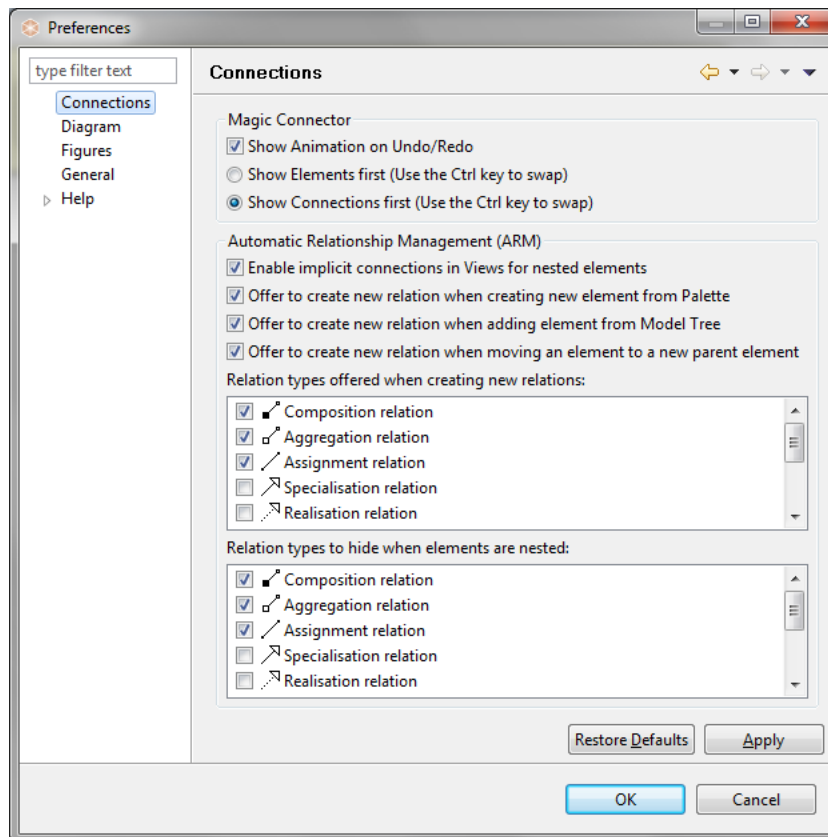 Preferences
type filter text
Connections
Diagram
Figures
General
Help
Connections
Magic Connector
Show Animation on Undo/Redo
Show Elements first (Use the Ctrl key to swap)
Show Connections first (Use the Ctrl key to swap)
Automatic Relationship Management (ARM)
Enable implicit connections in Views for nested elements
Offer to create new relation when creating new element from Palette
Offer to create new relation when adding element from Model Tree
Offer to create new relation when moving an element to a new parent element
Relation types offered when creating new relations:
Composition relation
Aggregation relation
Assignment relation
Specialisation relation
Realisation relation
Relation types to hide when elements are nested:
Composition relation
Aggregation relation
Assignment relation
Specialisation relation
Realisation relation
Restore Defaults Apply
OK Cancel